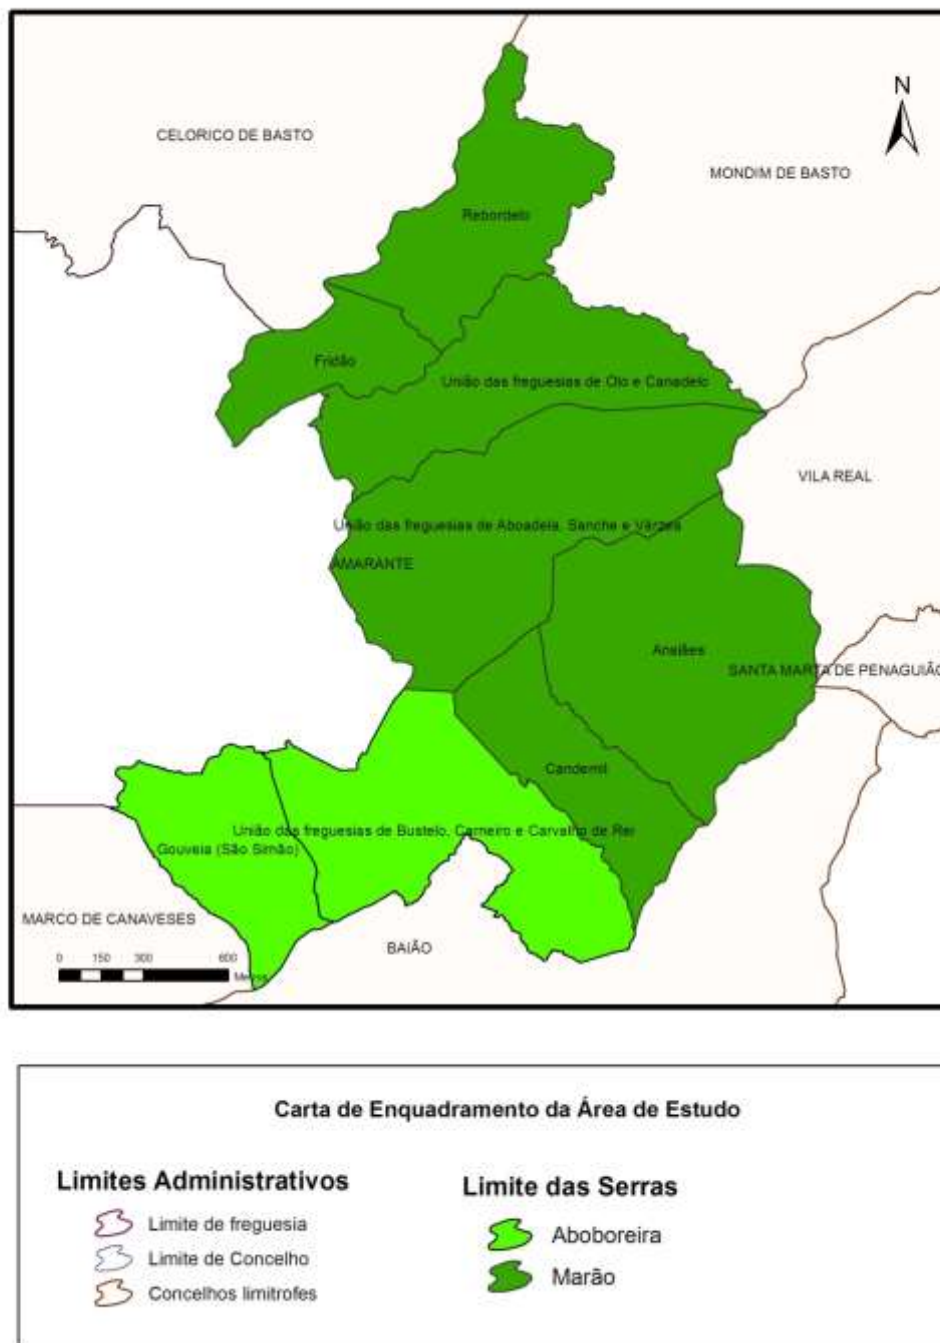 N
CELORICO DE BASTO
MONDIM DE BASTO
Rebordelo
Fridão
União das freguesias de Olo e Canadelo
VILA REAL
União das freguesias de Aboadela, Sanche e Várzea
AMARANTE
Ansiães
SANTA MARTA DE PENAGUIÃO
Candemil
União das freguesias de Bustelo, Carneiro e Carvalho de Rei
Gouveia (São Simão)
MARCO DE CANAVESES
BAIÃO
0 150 300 600
Metros
Carta de Enquadramento da Área de Estudo
Limites Administrativos
Limite de freguesia
Limite de Concelho
Concelhos limitrofes
Limite das Serras
Aboboreira
Marão